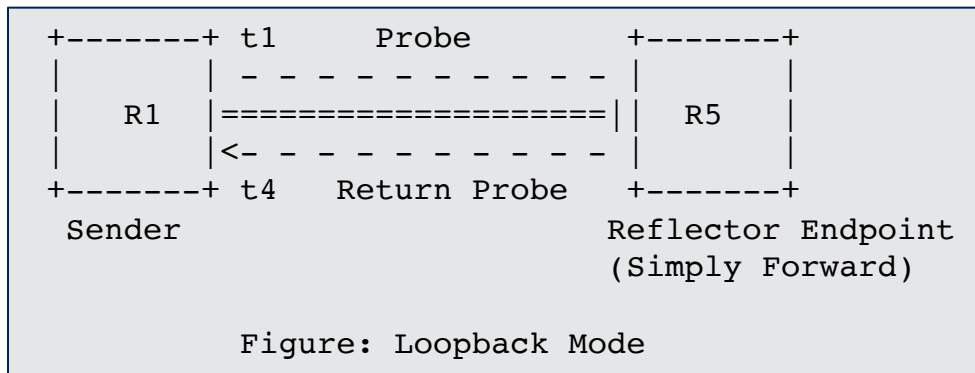 +-------+ t1 Probe +-------+
| | - - - - - - - - - - | |
| R1 |====================|| R5 |
| |<- - - - - - - - - - | |
+-------+ t4 Return Probe +-------+
Sender Reflector Endpoint
(Simply Forward)
Figure: Loopback Mode